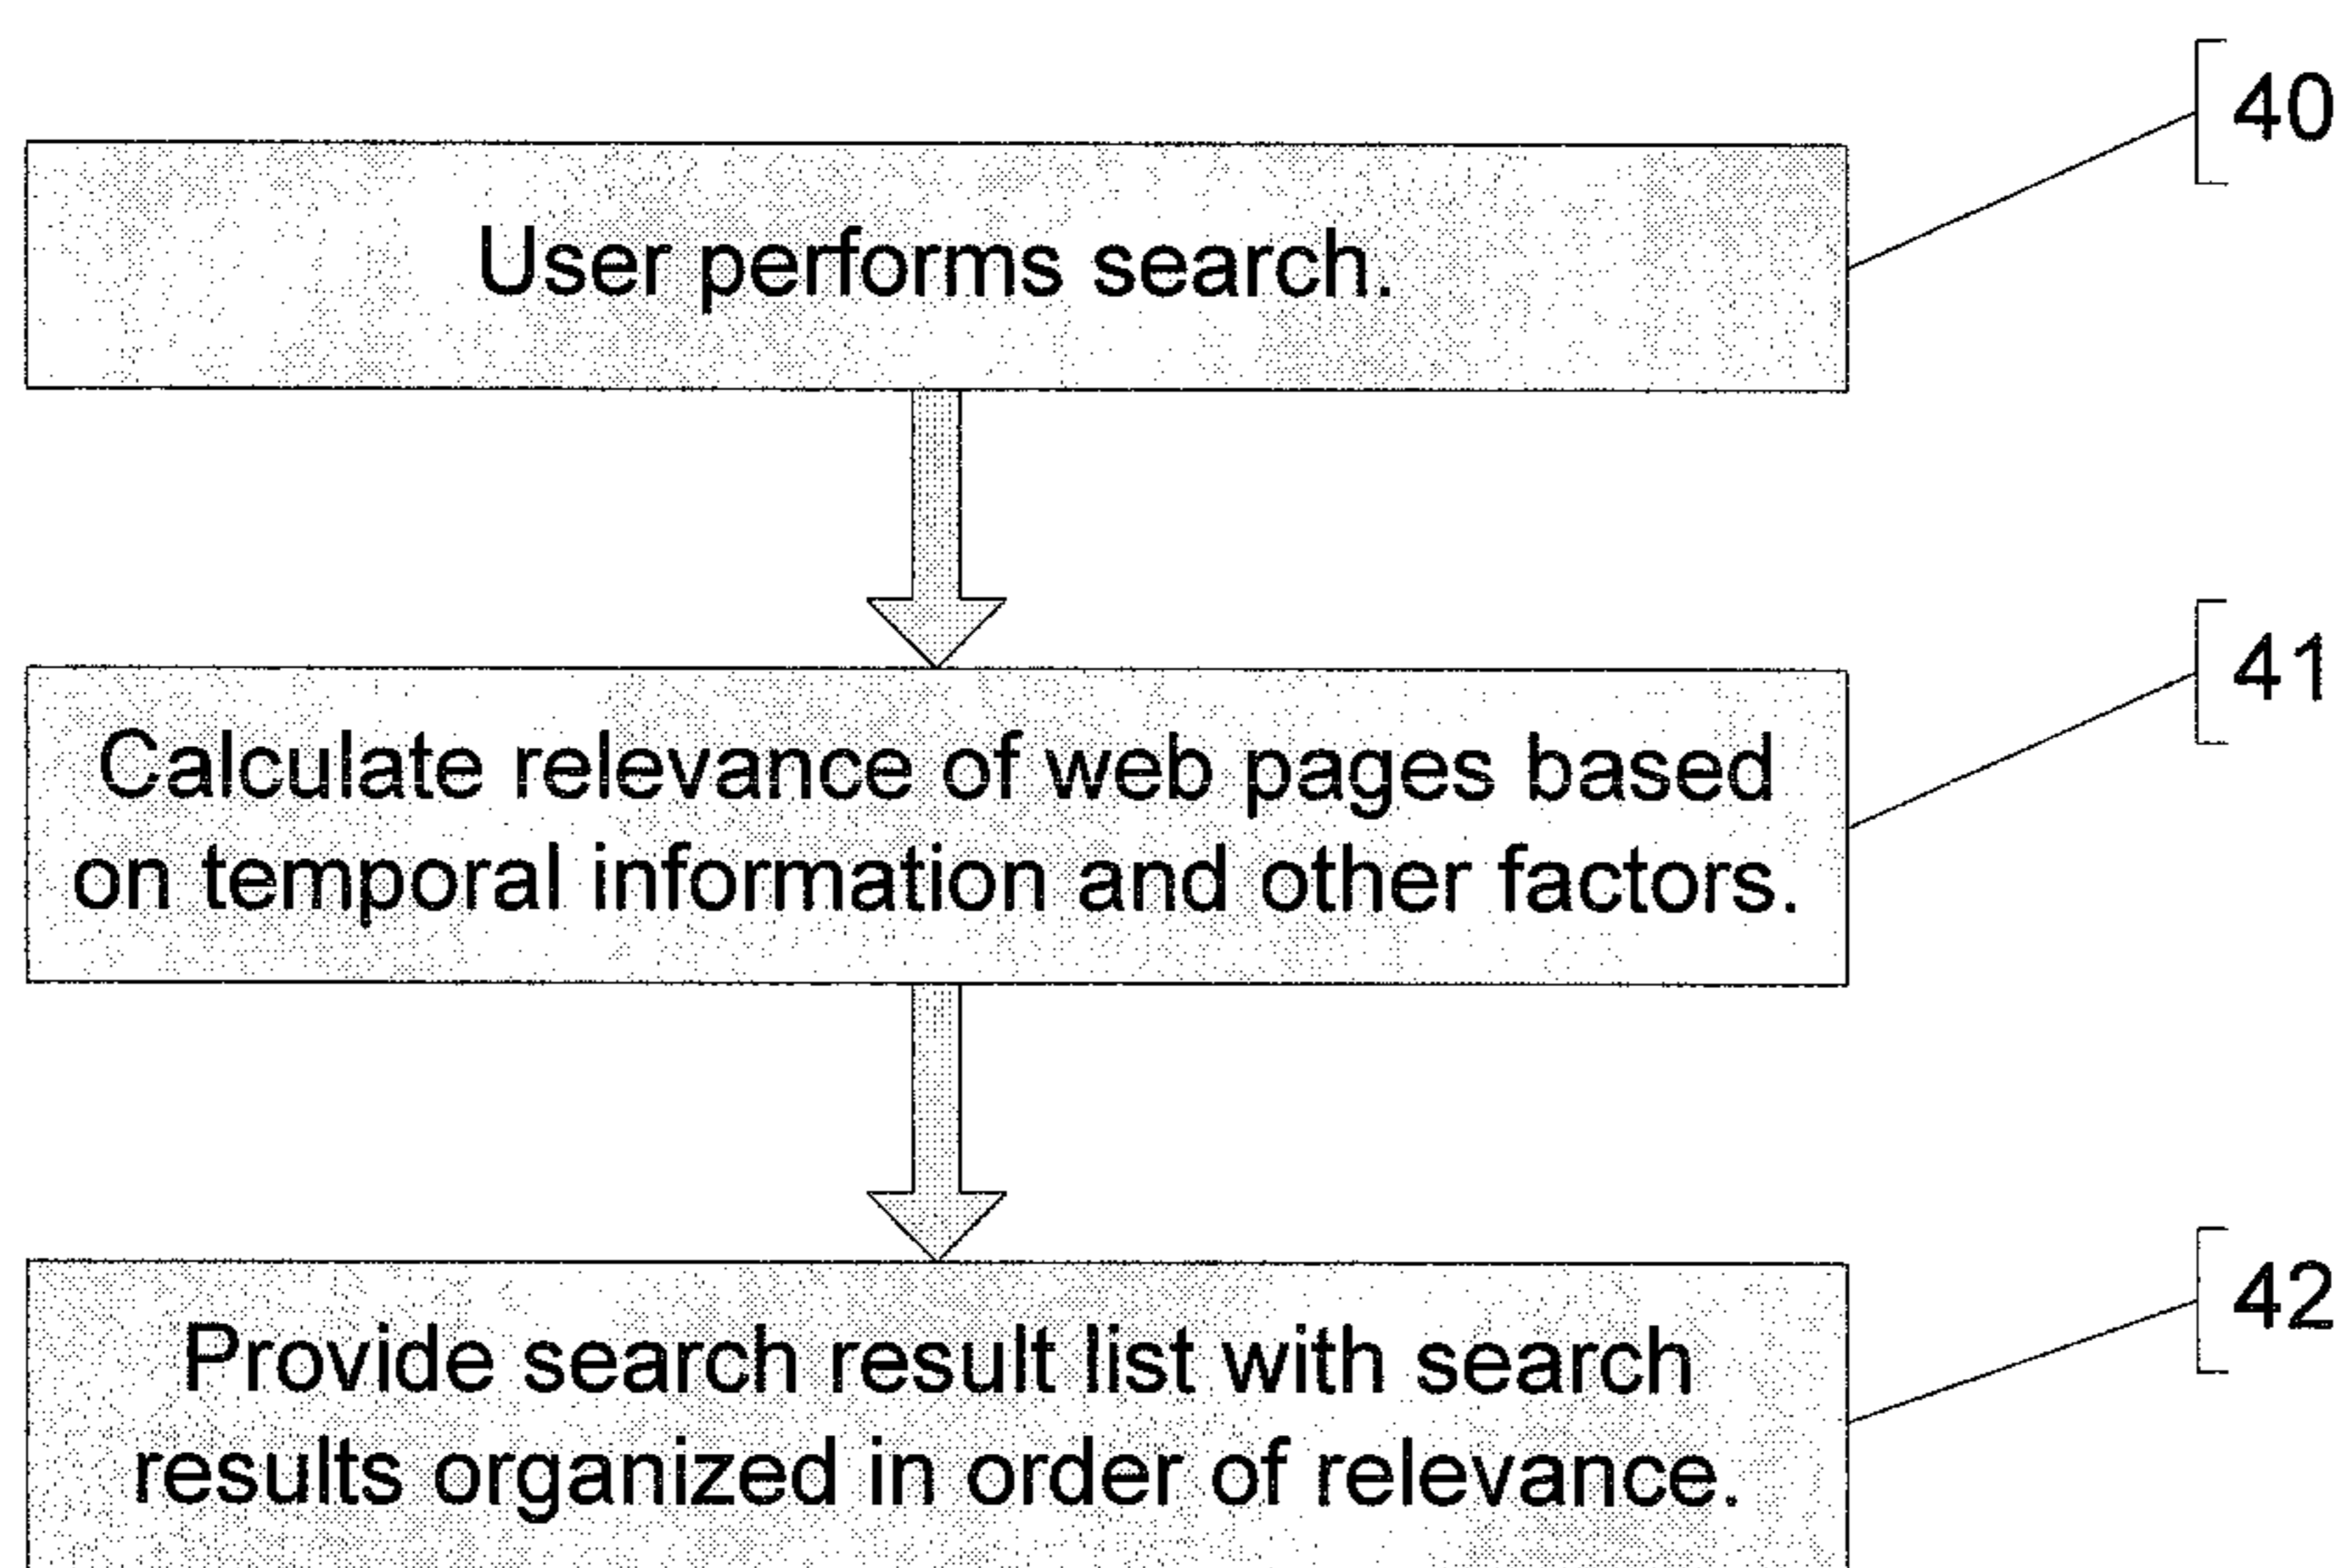 40
User performs search.
41
Calculate relevance of web pages based
on temporal information and other factors.
42
Provide search result list with search
results organized in order of relevance.